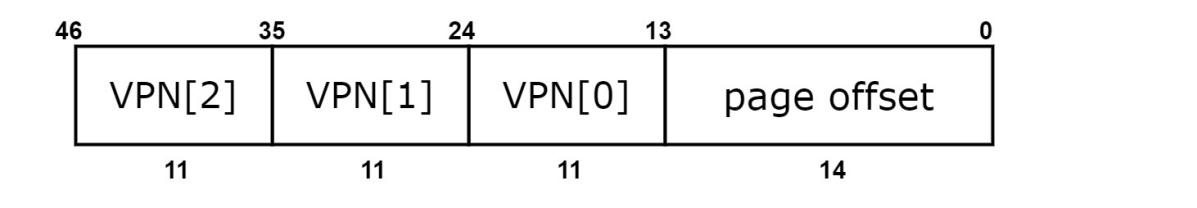 46 35 24 13 0
VPN[2] VPN[1] VPN[0] page offset
11 11 11 14